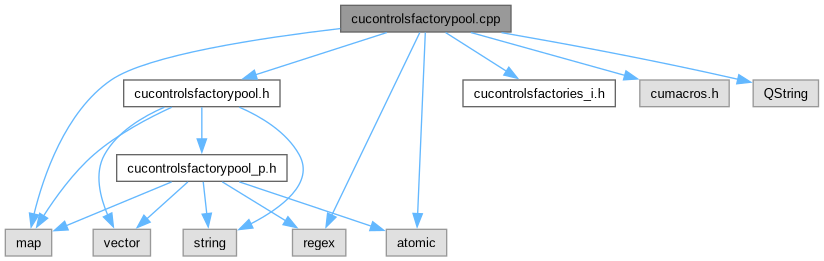 cucontrolsfactorypool.cpp
cucontrolsfactorypool.h
cucontrolsfactories_i.h
cumacros.h
QString
cucontrolsfactorypool_p.h
map
vector
string
regex
atomic